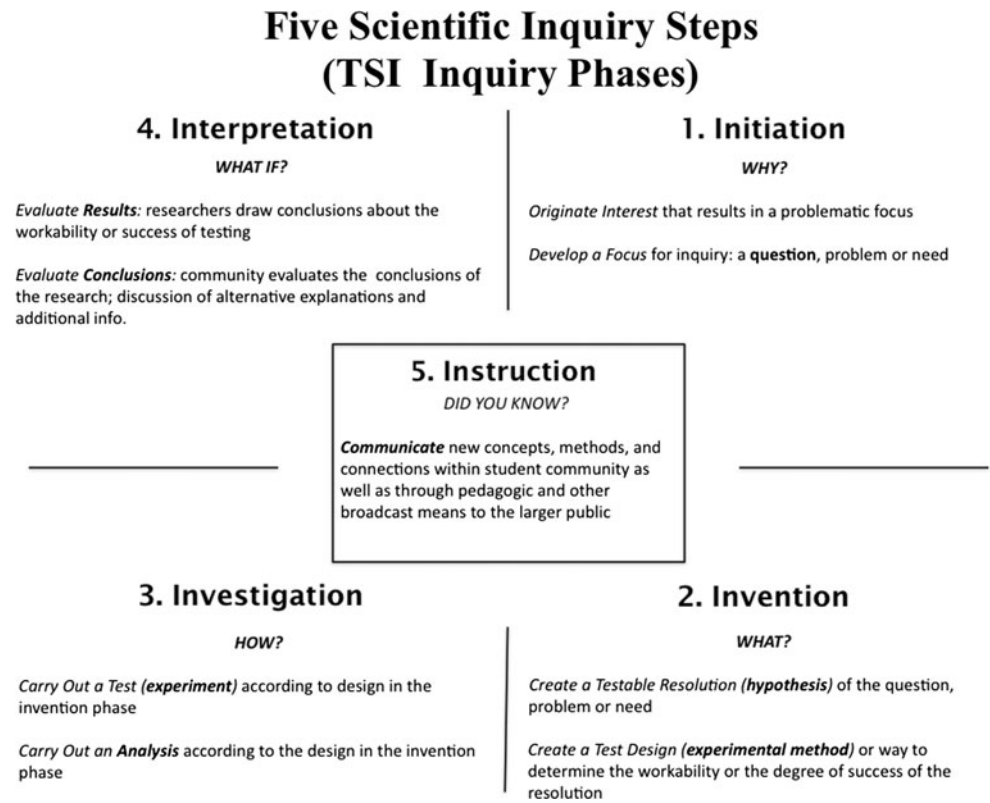 Five Scientific Inquiry Steps
(TSI Inquiry Phases)
4. Interpretation
WHAT IF?
Evaluate Results: researchers draw conclusions about the
workability or success of testing
Evaluate Conclusions: community evaluates the conclusions of
the research; discussion of alternative explanations and
additional info.
1. Initiation
WHY?
Originate Interest that results in a problematic focus
Develop a Focus for inquiry: a question, problem or need
5. Instruction
DID YOU KNOW?
Communicate new concepts, methods, and
connections within student community as
well as through pedagogic and other
broadcast means to the larger public
3. Investigation
HOW?
Carry Out a Test (experiment) according to design in the
invention phase
Carry Out an Analysis according to the design in the invention
phase
2. Invention
WHAT?
Create a Testable Resolution (hypothesis) of the question,
problem or need
Create a Test Design (experimental method) or way to
determine the workability or the degree of success of the
resolution